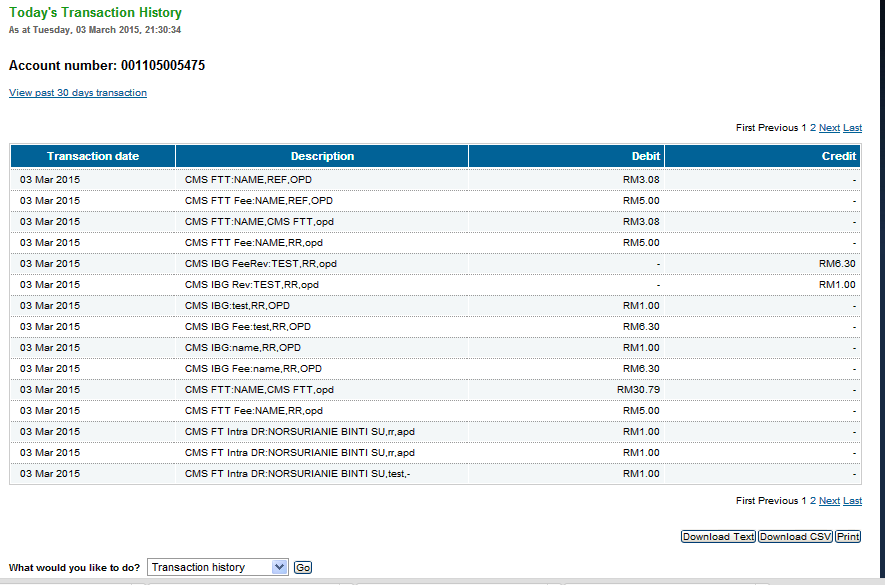 Today's Transaction History
As at Tuesday, 03 March 2015, 21:30:34
Account number: 001105005475
View past 30 days transaction
First Previous 1 2 Next Last
Transaction date Description Debit Credit
03 Mar 2015 CMS FTT:NAME,REF,OPD RM3.08 -
03 Mar 2015 CMS FTT Fee:NAME,REF,OPD RM5.00 -
03 Mar 2015 CMS FTT:NAME,CMS FTT,opd RM3.08 -
03 Mar 2015 CMS FTT Fee:NAME,RR,opd RM5.00 -
03 Mar 2015 CMS IBG FeeRev:TEST,RR,opd - RM6.30
03 Mar 2015 CMS IBG Rev:TEST,RR,opd - RM1.00
03 Mar 2015 CMS IBG:test,RR,OPD RM1.00 -
03 Mar 2015 CMS IBG Fee:test,RR,OPD RM6.30 -
03 Mar 2015 CMS IBG:name,RR,OPD RM1.00 -
03 Mar 2015 CMS IBG Fee:name,RR,OPD RM6.30 -
03 Mar 2015 CMS FTT:NAME,CMS FTT,opd RM30.79 -
03 Mar 2015 CMS FTT Fee:NAME,RR,opd RM5.00 -
03 Mar 2015 CMS FT Intra DR:NORSURIANIE BINTI SU,rr,apd RM1.00 -
03 Mar 2015 CMS FT Intra DR:NORSURIANIE BINTI SU,rr,apd RM1.00 -
03 Mar 2015 CMS FT Intra DR:NORSURIANIE BINTI SU,test,- RM1.00 -
First Previous 1 2 Next Last
Download Text Download CSV Print
What would you like to do? Transaction history Go